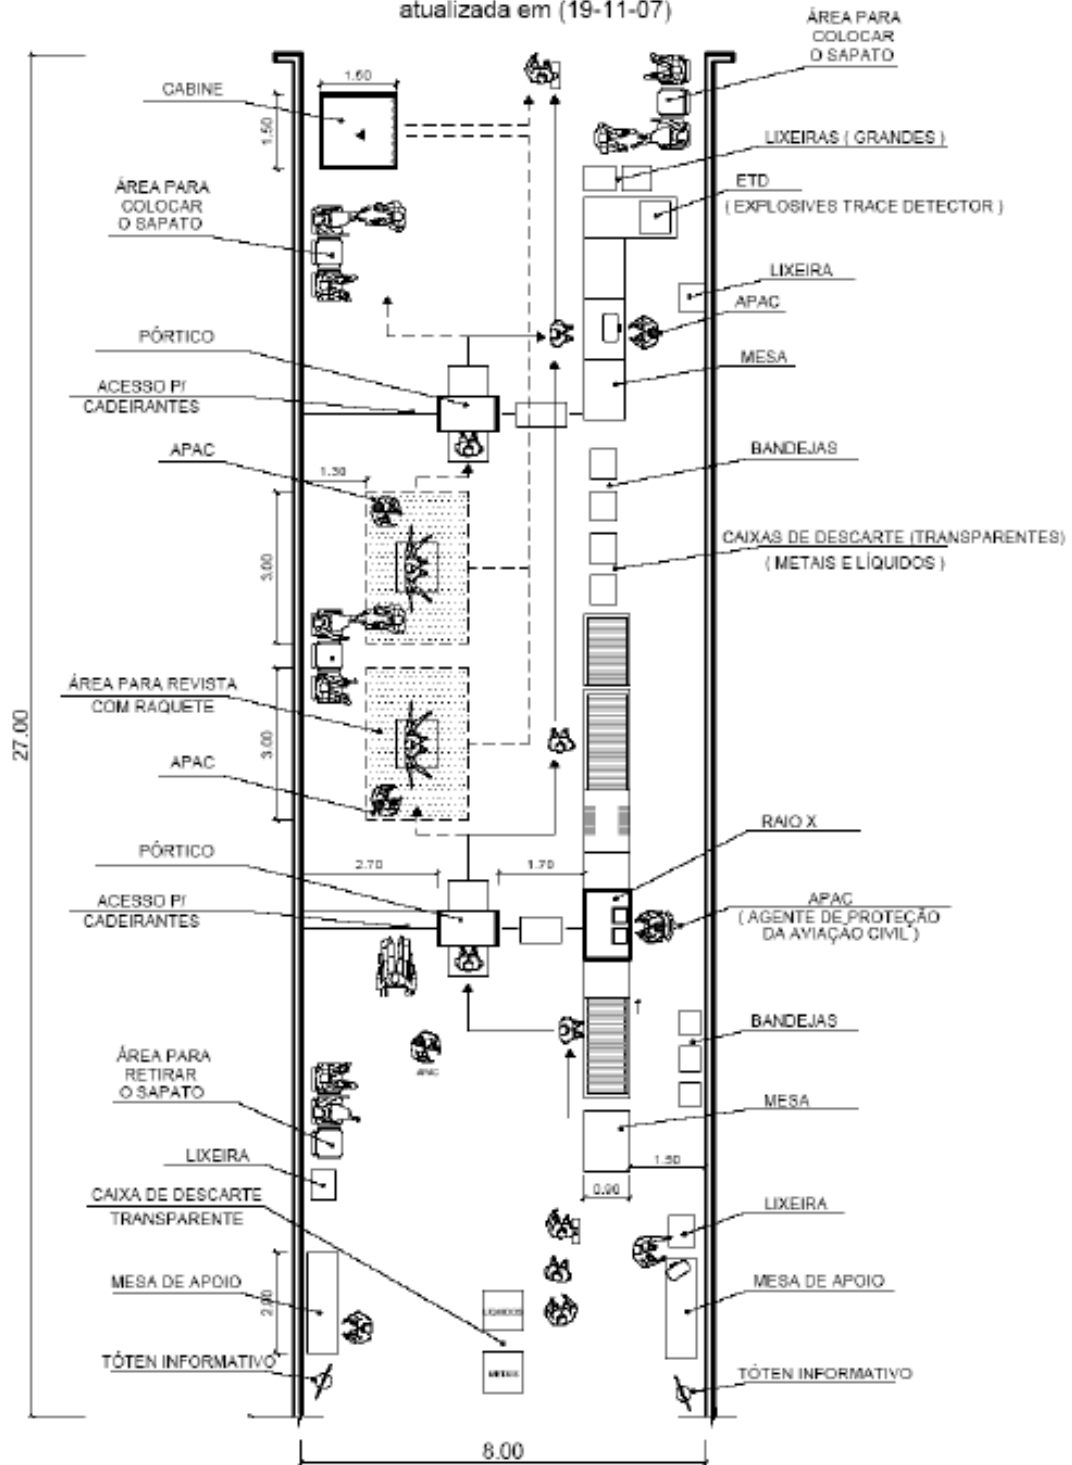 atualizada em (19-11-07)
ÁREA PARA
COLOCAR
O SAPATO
1.60
CABINE
1.50
LIXEIRAS ( GRANDES )
ETD
( EXPLOSIVES TRACE DETECTOR )
ÁREA PARA
COLOCAR
O SAPATO
LIXEIRA
APAC
PÓRTICO
MESA
ACESSO P/
CADEIRANTES
APAC
BANDEJAS
1.30
CAIXAS DE DESCARTE (TRANSPARENTES)
( METAIS E LÍQUIDOS )
3.00
ÁREA PARA REVISTA
COM RAQUETE
27.00
3.00
APAC
RAIO X
PÓRTICO
2.70
1.70
ACESSO P/
CADEIRANTES
APAC
( AGENTE DE PROTEÇÃO
DA AVIAÇÃO CIVIL )
BANDEJAS
ÁREA PARA
RETIRAR
O SAPATO
APAC
MESA
LIXEIRA
1.50
0.90
CAIXA DE DESCARTE
TRANSPARENTE
LIXEIRA
MESA DE APOIO
2.00
LÍQUIDOS
MESA DE APOIO
METAIS
TÓTEN INFORMATIVO
TÓTEN INFORMATIVO
8.00